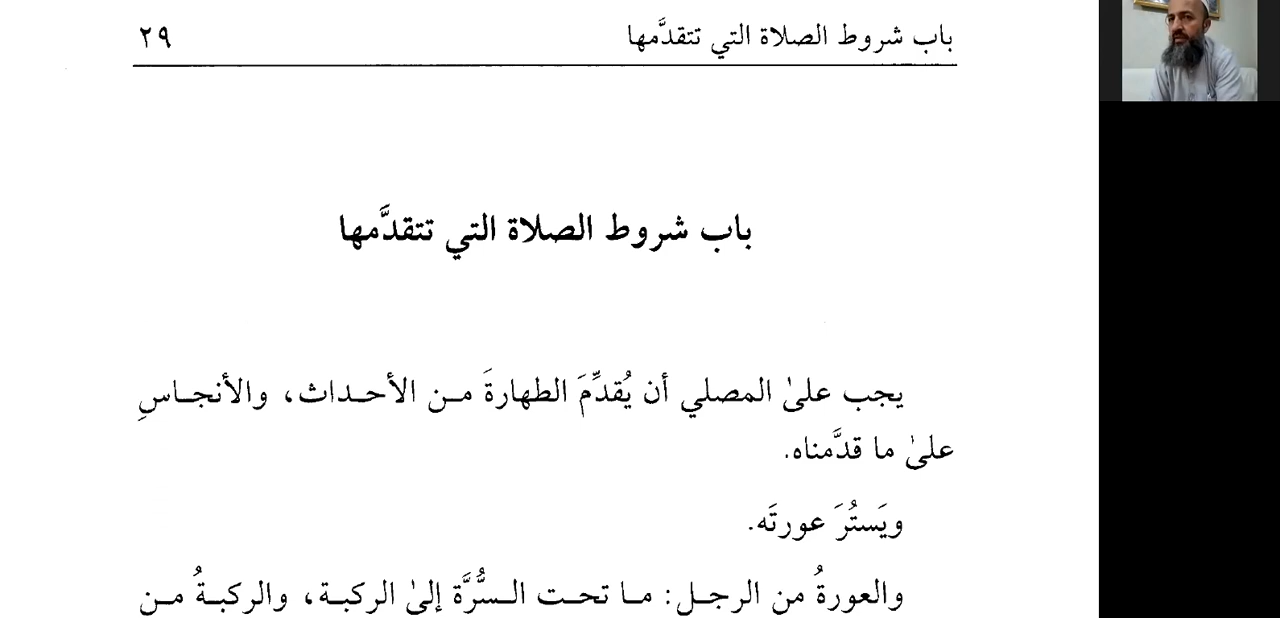 باب شروط الصلاة التي تتقدَّمها ٢٩
باب شروط الصلاة التي تتقدَّمها
يجب علىٰ المصلي أن يُقدِّمَ الطهارةَ مـن الأحـداث، والأنجـاسِ
علىٰ ما قدَّمناه.
ويَستُرَ عورتَه.
والعورةُ من الرجـل: مـا تحـت الـسُّرَّة إلىٰ الركبـة، والركبـةُ مـن